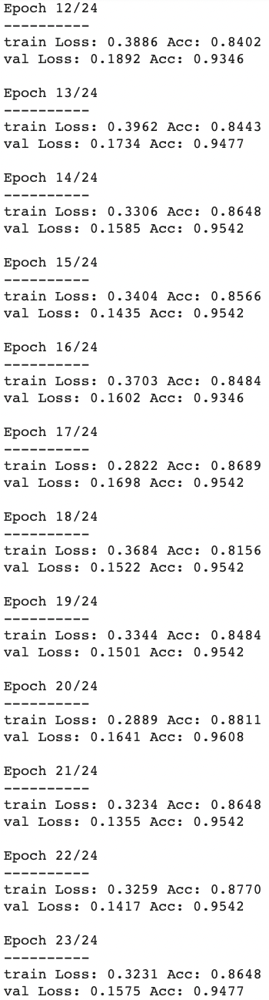 Epoch 12/24
----------
train Loss: 0.3886 Acc: 0.8402
val Loss: 0.1892 Acc: 0.9346
Epoch 13/24
----------
train Loss: 0.3962 Acc: 0.8443
val Loss: 0.1734 Acc: 0.9477
Epoch 14/24
----------
train Loss: 0.3306 Acc: 0.8648
val Loss: 0.1585 Acc: 0.9542
Epoch 15/24
----------
train Loss: 0.3404 Acc: 0.8566
val Loss: 0.1435 Acc: 0.9542
Epoch 16/24
----------
train Loss: 0.3703 Acc: 0.8484
val Loss: 0.1602 Acc: 0.9346
Epoch 17/24
----------
train Loss: 0.2822 Acc: 0.8689
val Loss: 0.1698 Acc: 0.9542
Epoch 18/24
----------
train Loss: 0.3684 Acc: 0.8156
val Loss: 0.1522 Acc: 0.9542
Epoch 19/24
----------
train Loss: 0.3344 Acc: 0.8484
val Loss: 0.1501 Acc: 0.9542
Epoch 20/24
----------
train Loss: 0.2889 Acc: 0.8811
val Loss: 0.1641 Acc: 0.9608
Epoch 21/24
----------
train Loss: 0.3234 Acc: 0.8648
val Loss: 0.1355 Acc: 0.9542
Epoch 22/24
----------
train Loss: 0.3259 Acc: 0.8770
val Loss: 0.1417 Acc: 0.9542
Epoch 23/24
----------
train Loss: 0.3231 Acc: 0.8648
val Loss: 0.1575 Acc: 0.9477